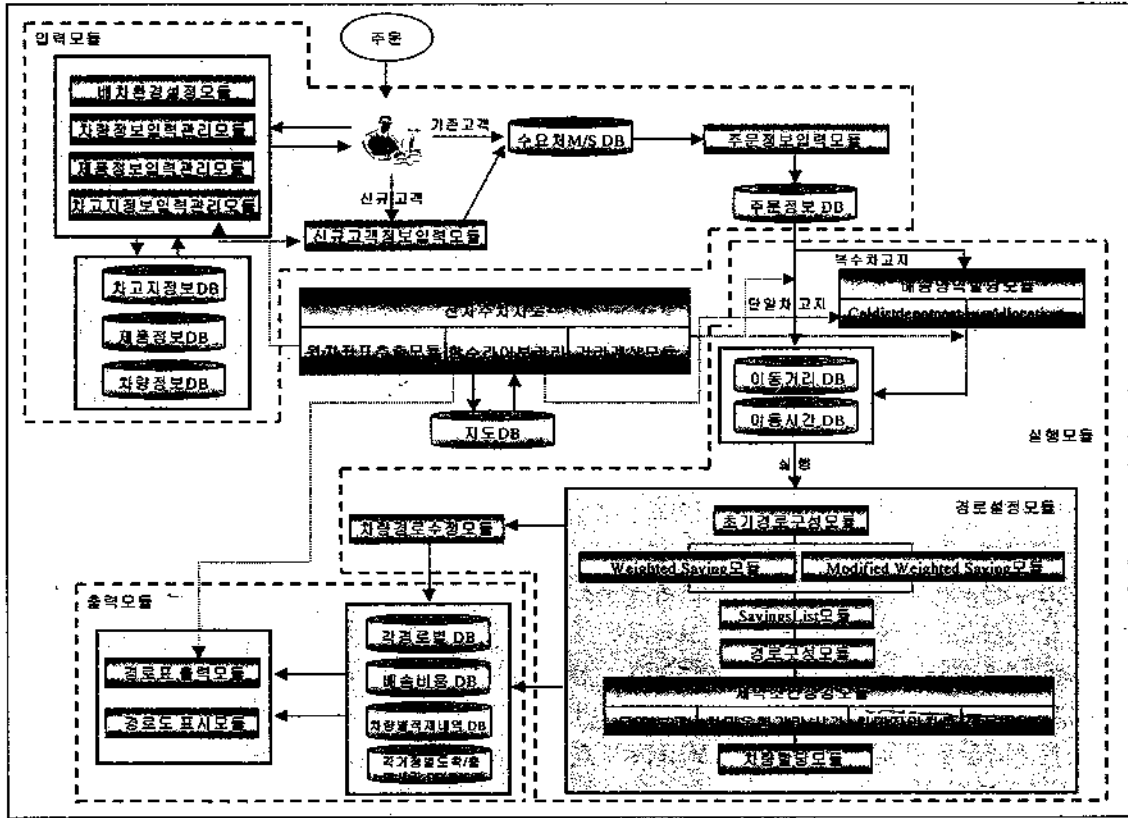 입력모듈
주문
배차환경설정모듈
차량정보입력관리모듈
제품정보입력관리모듈
차고지정보입력관리모듈
기존고객
수요처M/S DB
주문정보입력모듈
신규고객
신규고객정보입력모듈
주문정보 DB
차고지정보DB
제품정보DB
차량정보DB
복수차고지
단일차고지
지도DB
이동거리 DB
이동시간 DB
실행모듈
실행
경로설정모듈
초기경로구성모듈
차량경로수정모듈
Weighted Saving모듈
Modified Weighted Saving모듈
SavingsList모듈
경로구성모듈
차량할당모듈
출력모듈
각경로별 DB
배송비용 DB
차량별적재내역 DB
경로표 출력모듈
경로도 표시모듈